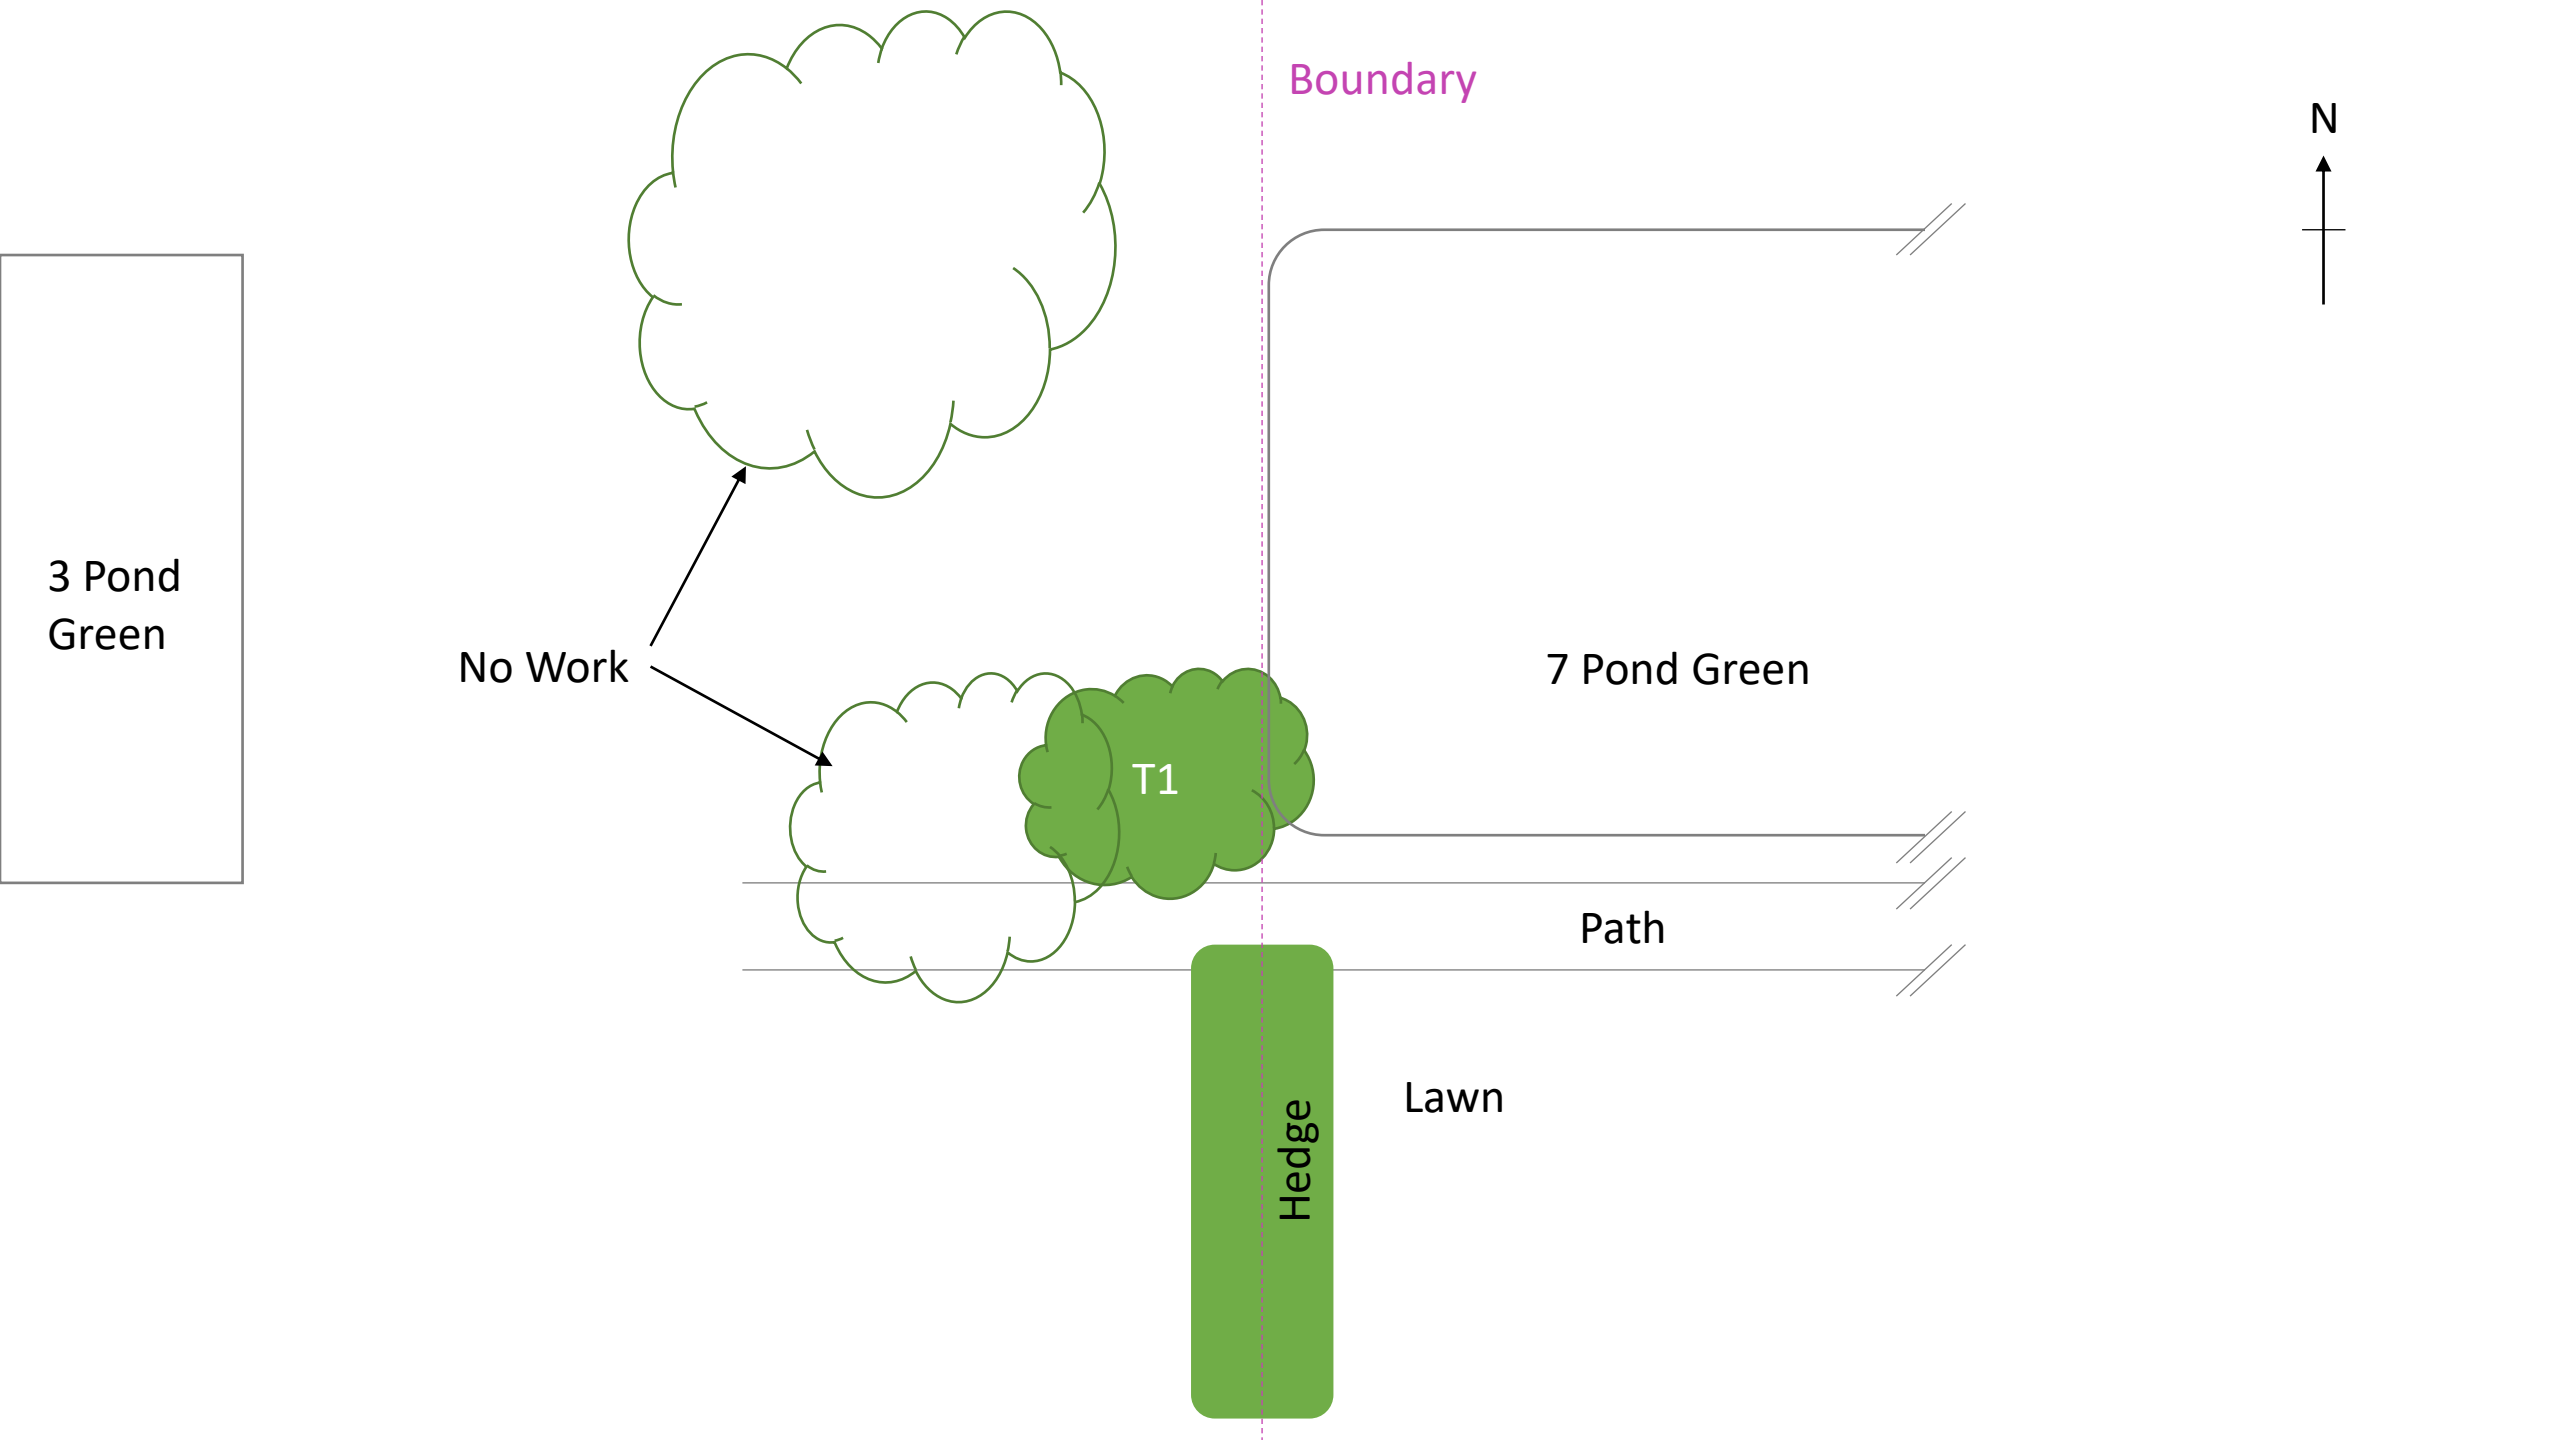 Boundary
N
3 Pond
Green
No Work
7 Pond Green
T1
Path
Lawn
Hedge